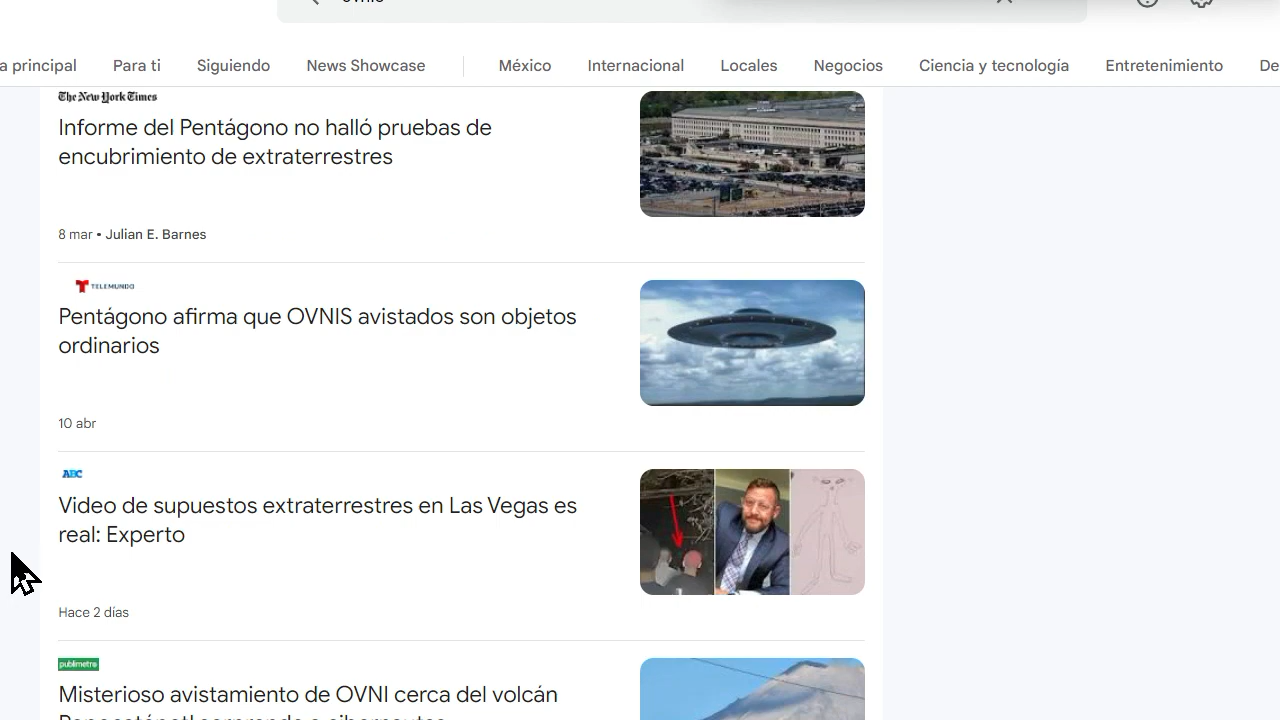 a principal Para ti Siguiendo News Showcase México Internacional Locales Negocios Ciencia y tecnología Entretenimiento De
The New York Times
Informe del Pentágono no halló pruebas de
encubrimiento de extraterrestres
8 mar • Julian E. Barnes
TELEMUNDO
Pentágono afirma que OVNIS avistados son objetos
ordinarios
10 abr
ABC
Video de supuestos extraterrestres en Las Vegas es
real: Experto
Hace 2 días
publimetro
Misterioso avistamiento de OVNI cerca del volcán